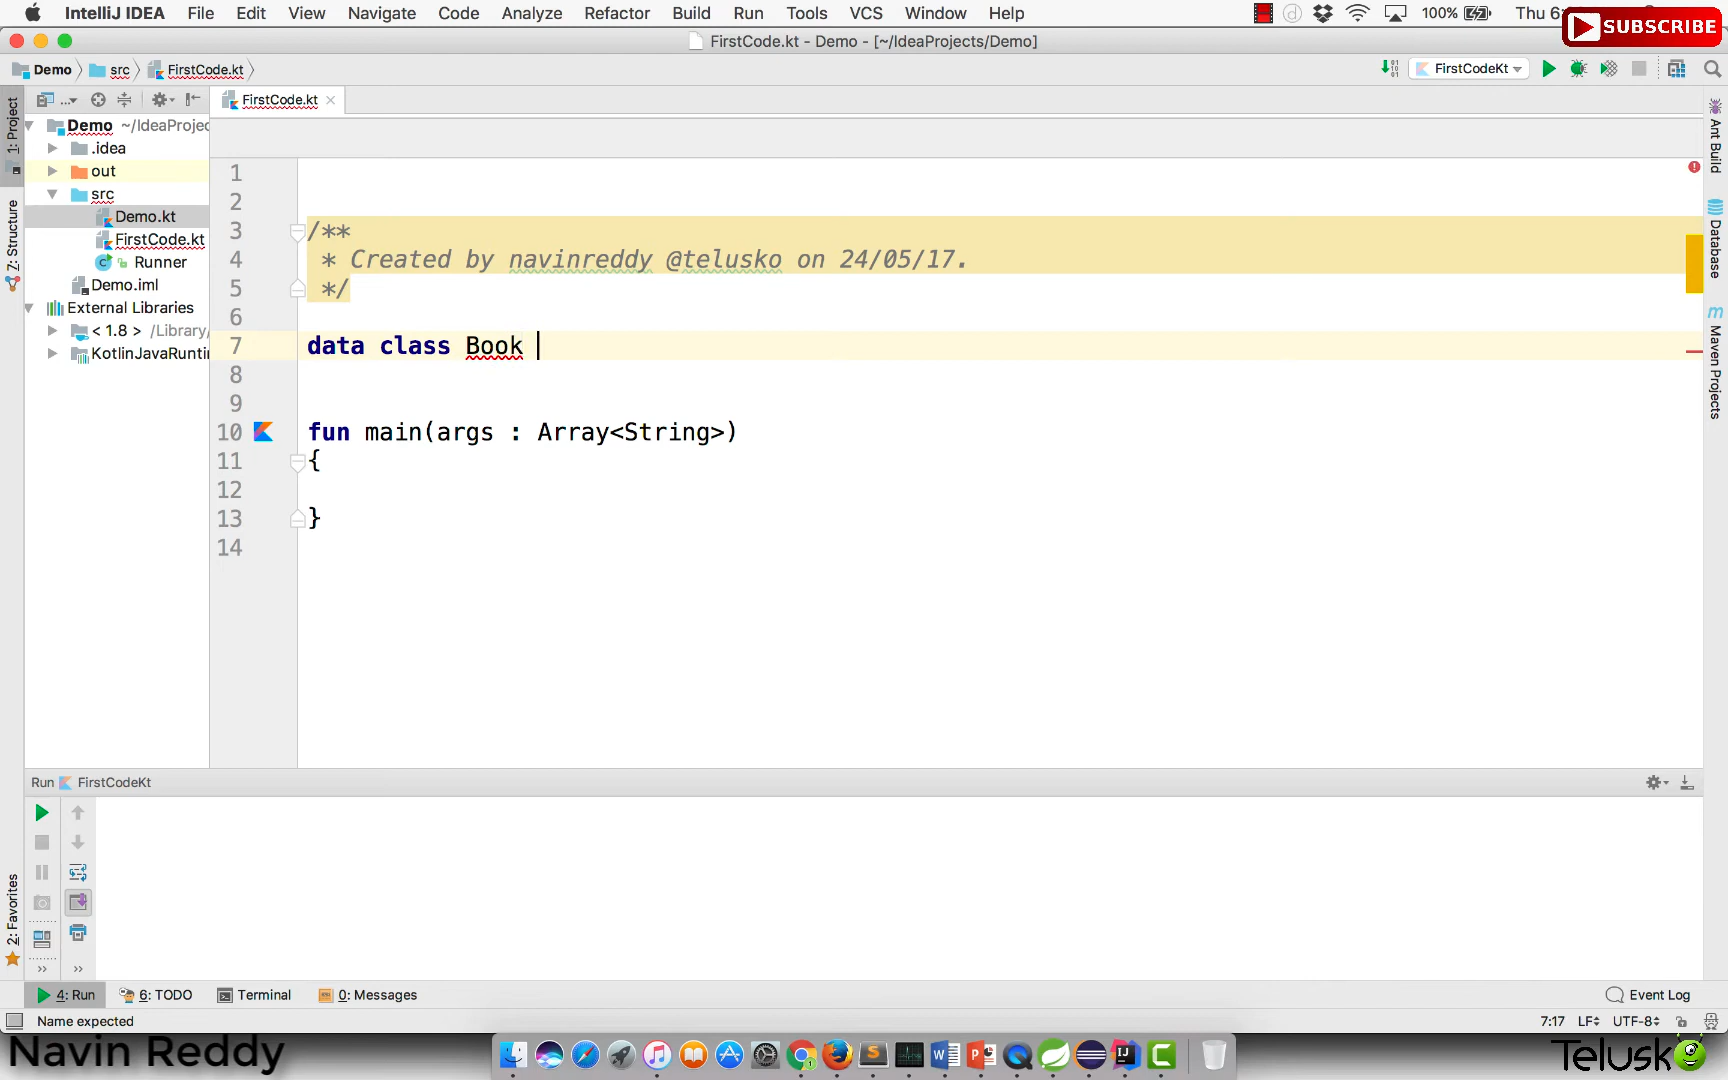 IntelliJ IDEA File Edit View Navigate Code Analyze Refactor Build Run Tools VCS Window Help 100% Thu 6:
SUBSCRIBE
FirstCode.kt - Demo - [~/IdeaProjects/Demo]
Demo src FirstCode.kt FirstCodeKt
FirstCode.kt
1: Project
7: Structure
2: Favorites
Demo ~/IdeaProjec
.idea
out
src
Demo.kt
FirstCode.kt
Runner
Demo.iml
External Libraries
< 1.8 > /Library/
KotlinJavaRunti
1
2
3 /**
4 * Created by navinreddy @telusko on 24/05/17.
5 */
6
7 data class Book
8
9
10 fun main(args : Array<String>)
11 {
12
13 }
14
Ant Build
Database
Maven Projects
Run FirstCodeKt
4: Run 6: TODO Terminal 0: Messages Event Log
Name expected 7:17 LF UTF-8
Navin Reddy
Telusko